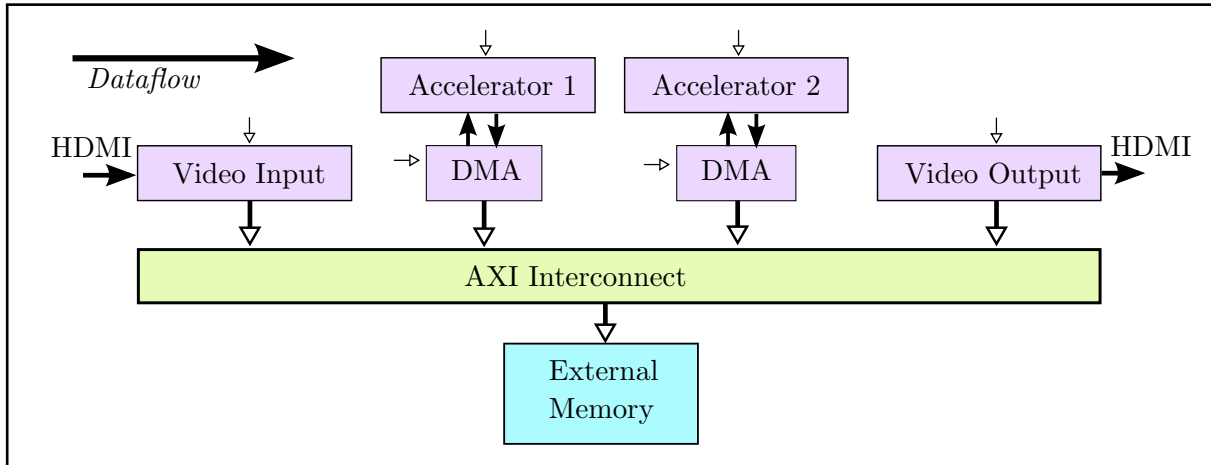 Dataflow
Accelerator 1
Accelerator 2
HDMI
Video Input
DMA
DMA
Video Output
HDMI
AXI Interconnect
External
Memory